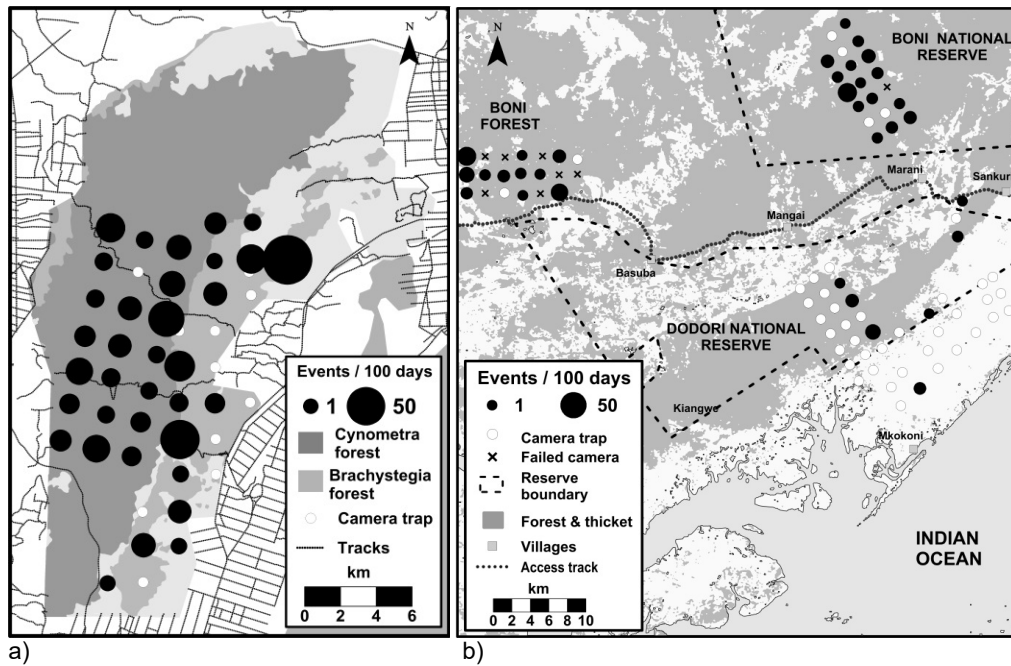 N
Events / 100 days
1 50
Cynometra
forest
Brachystegia
forest
Camera trap
Tracks
km
0 2 4 6
a)
N
BONI NATIONAL
RESERVE
BONI
FOREST
Marani
Sankuri
Mangai
Basuba
DODORI NATIONAL
RESERVE
Kiangwe
Mkokoni
INDIAN
OCEAN
Events / 100 days
1 50
Camera trap
Failed camera
Reserve
boundary
Forest & thicket
Villages
Access track
km
0 2 4 6 8 10
b)